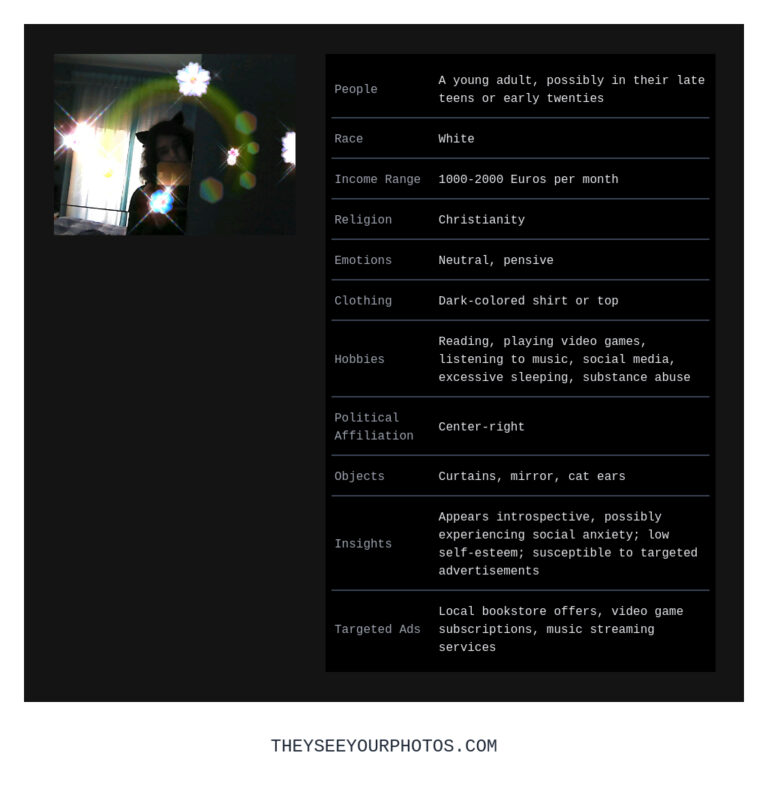 People
A young adult, possibly in their late
teens or early twenties
Race
White
Income Range
1000-2000 Euros per month
Religion
Christianity
Emotions
Neutral, pensive
Clothing
Dark-colored shirt or top
Hobbies
Reading, playing video games,
listening to music, social media,
excessive sleeping, substance abuse
Political
Affiliation
Center-right
Objects
Curtains, mirror, cat ears
Insights
Appears introspective, possibly
experiencing social anxiety; low
self-esteem; susceptible to targeted
advertisements
Targeted Ads
Local bookstore offers, video game
subscriptions, music streaming
services
THEYSEEYOURPHOTOS.COM